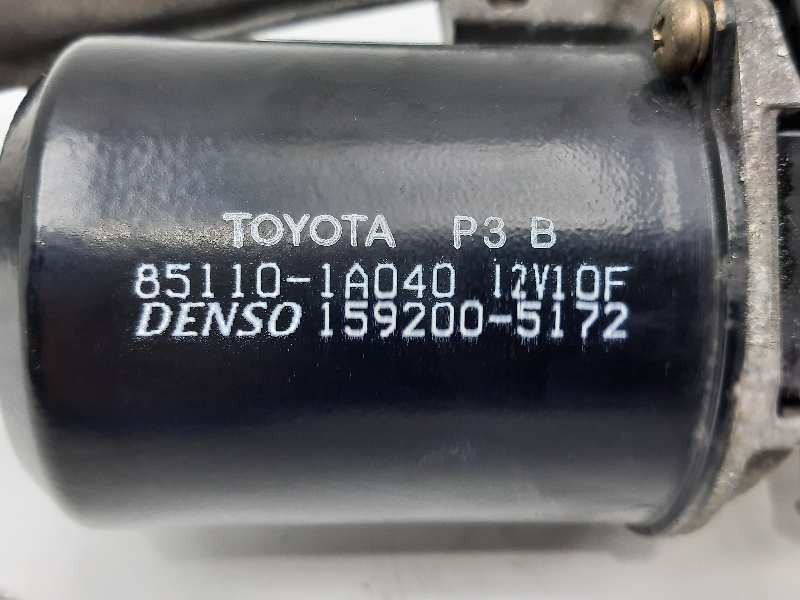 TOYOTA P3 B
85110-1A040 12V10F
DENSO 159200-5172